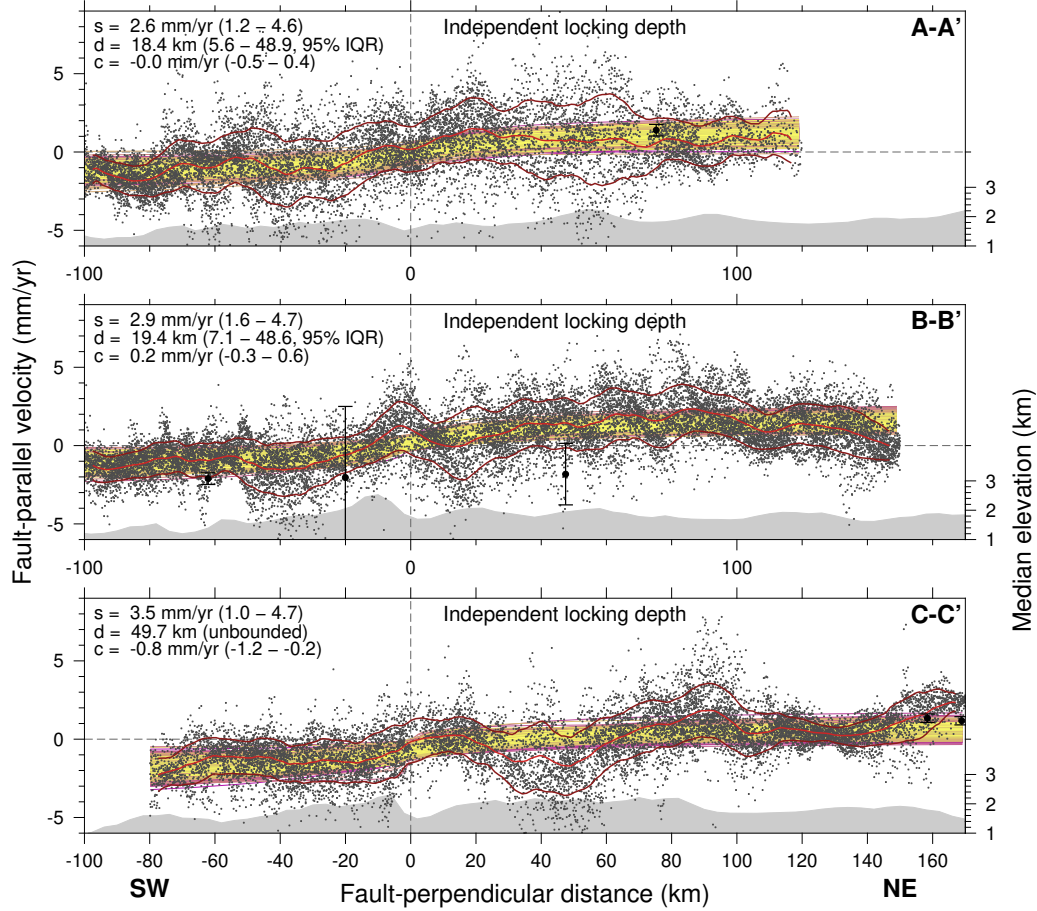 s = 2.6 mm/yr (1.2 – 4.6)
Independent locking depth
A-A'
d = 18.4 km (5.6 – 48.9, 95% IQR)
c = -0.0 mm/yr (-0.5 – 0.4)
5
0
-5
3
2
1
-100
0
100
s = 2.9 mm/yr (1.6 – 4.7)
Independent locking depth
B-B'
d = 19.4 km (7.1 – 48.6, 95% IQR)
c = 0.2 mm/yr (-0.3 – 0.6)
5
0
-5
3
2
1
-100
0
100
Fault-parallel velocity (mm/yr)
Median elevation (km)
s = 3.5 mm/yr (1.0 – 4.7)
Independent locking depth
C-C'
d = 49.7 km (unbounded)
c = -0.8 mm/yr (-1.2 – -0.2)
5
0
-5
3
2
1
-100 -80 -60 -40 -20 0 20 40 60 80 100 120 140 160
SW Fault-perpendicular distance (km) NE